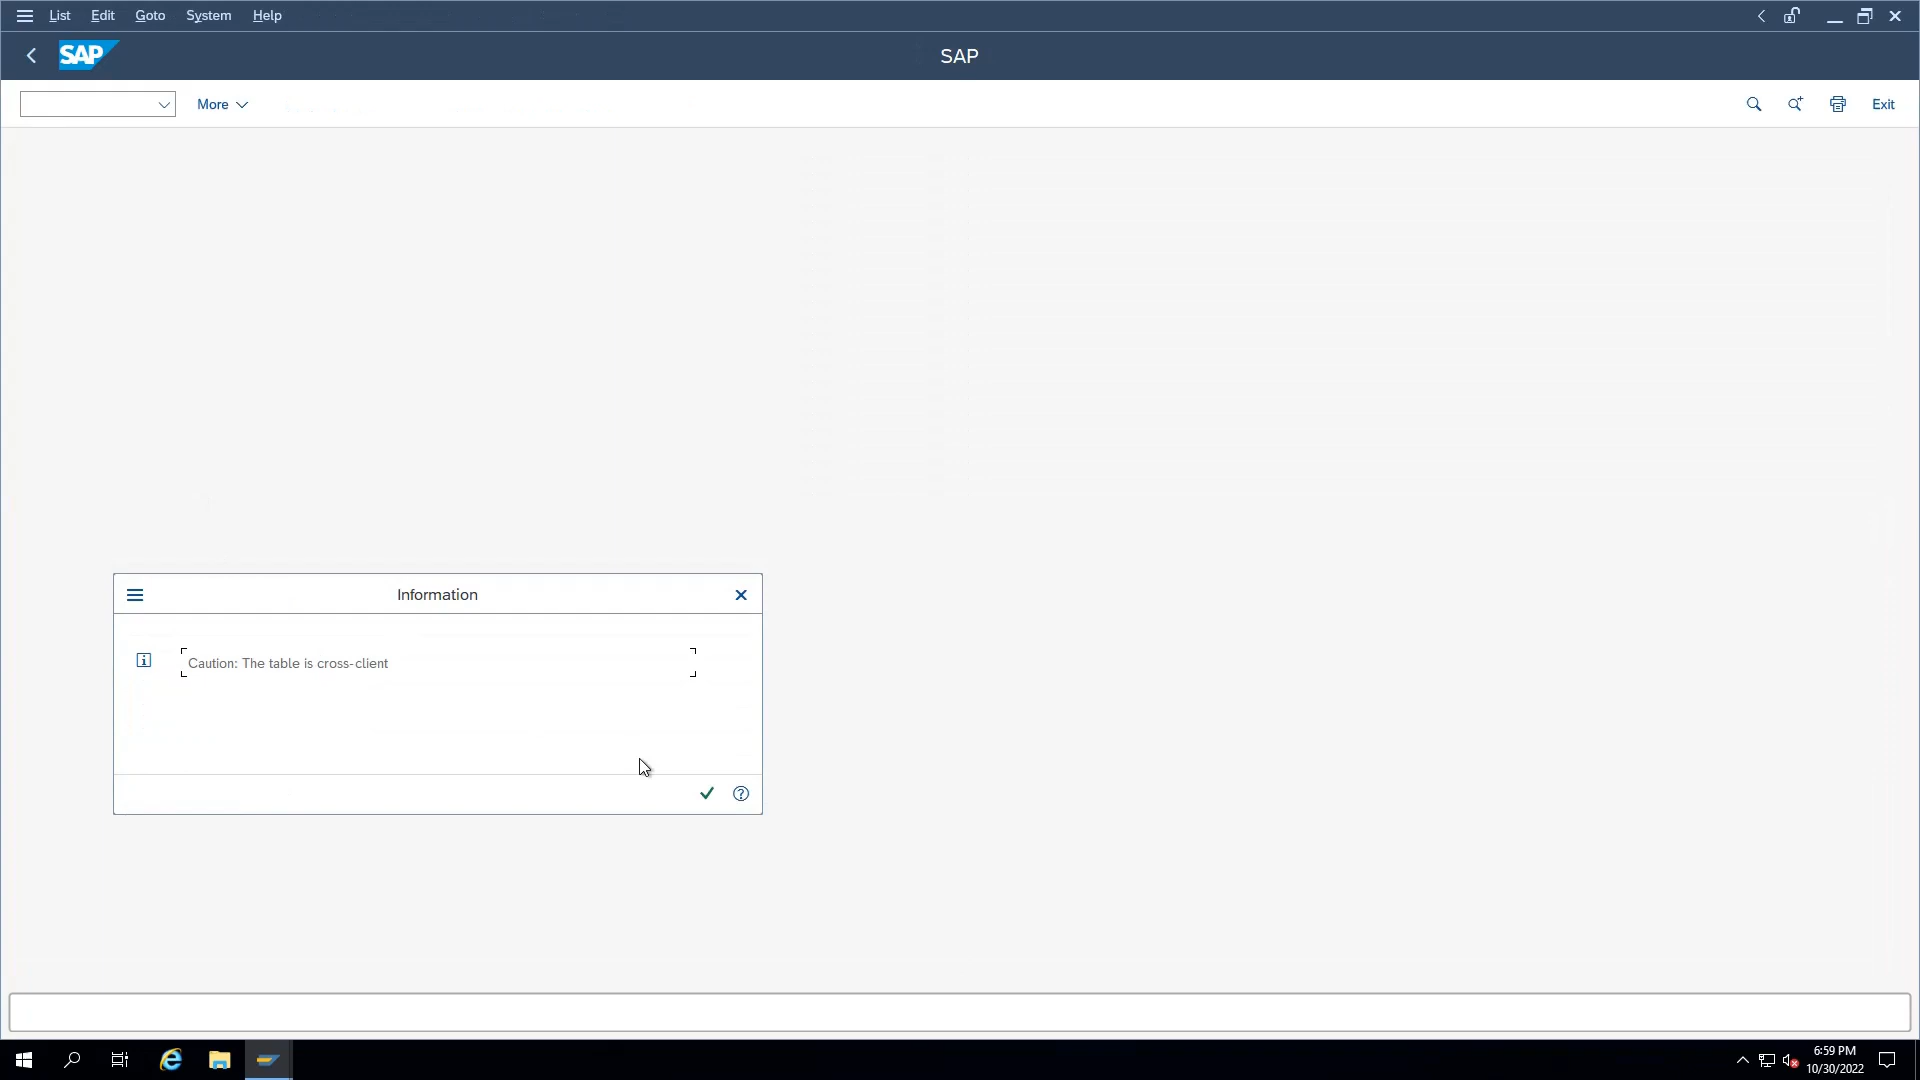 List Edit Goto System Help
SAP SAP
More Exit
Information
Caution: The table is cross-client
6:59 PM
10/30/2022